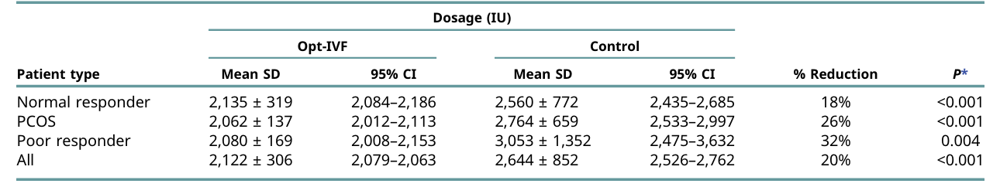 Dosage (IU)
Opt-IVF Control
Patient type Mean SD 95% CI Mean SD 95% CI % Reduction P*
Normal responder 2,135 ± 319 2,084–2,186 2,560 ± 772 2,435–2,685 18% <0.001
PCOS 2,062 ± 137 2,012–2,113 2,764 ± 659 2,533–2,997 26% <0.001
Poor responder 2,080 ± 169 2,008–2,153 3,053 ± 1,352 2,475–3,632 32% 0.004
All 2,122 ± 306 2,079–2,063 2,644 ± 852 2,526–2,762 20% <0.001